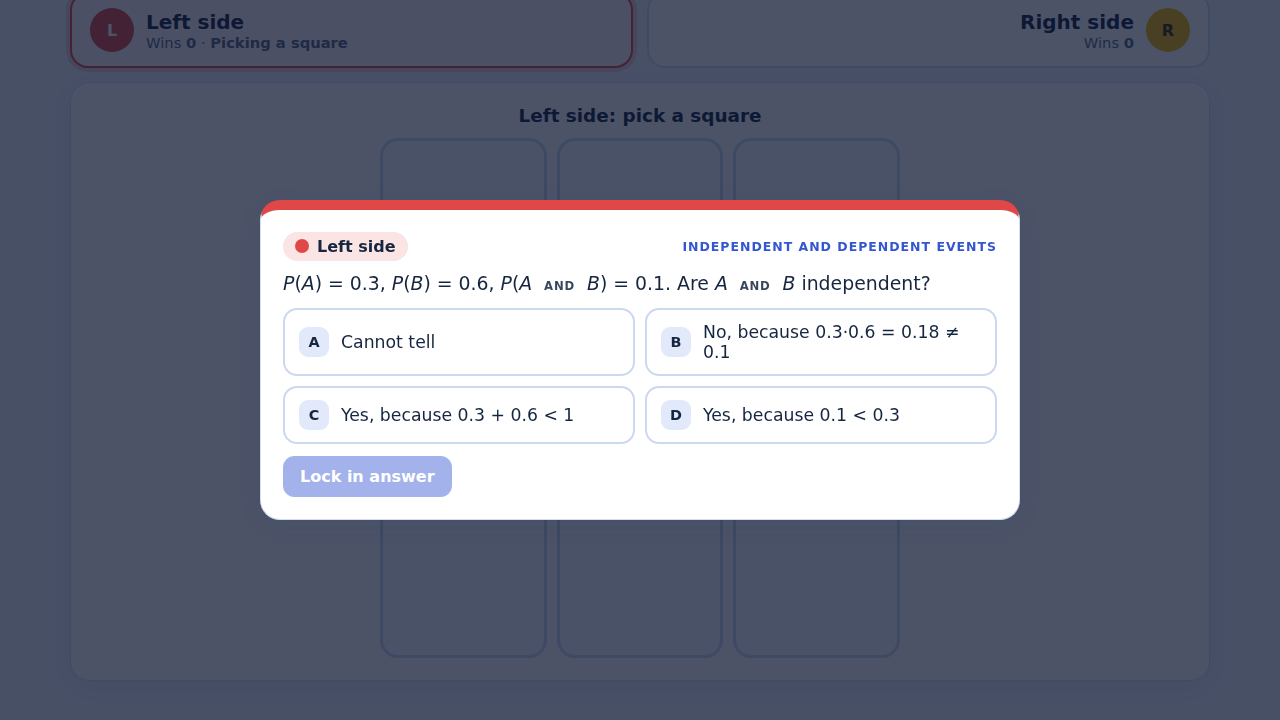 L
Left side
Wins 0 · Picking a square
Right side
Wins 0
R
Left side: pick a square
Left side
INDEPENDENT AND DEPENDENT EVENTS
P(A) = 0.3, P(B) = 0.6, P(A AND B) = 0.1. Are A AND B independent?
A
Cannot tell
B
No, because 0.3·0.6 = 0.18 ≠
0.1
C
Yes, because 0.3 + 0.6 < 1
D
Yes, because 0.1 < 0.3
Lock in answer